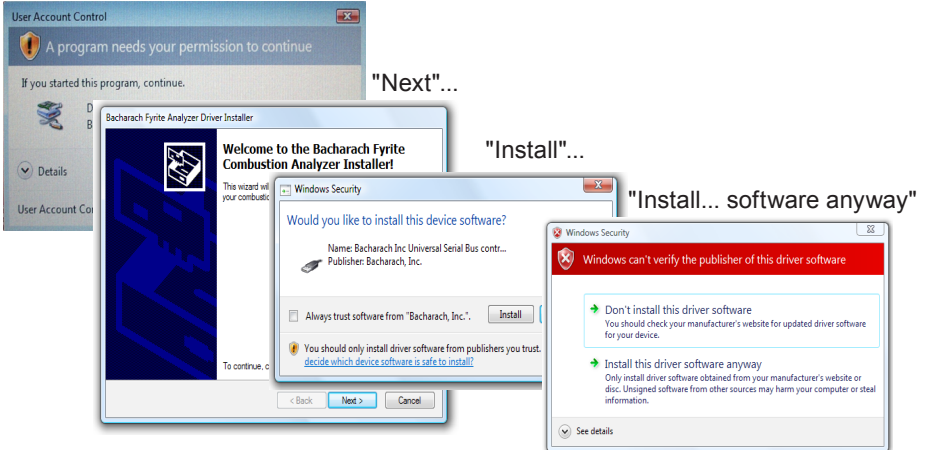 User Account Control
A program needs your permission to continue
If you started this program, continue.
D
B
Details
User Account Co
"Next"...
Bacharach Fyrite Analyzer Driver Installer
Welcome to the Bacharach Fyrite
Combustion Analyzer Installer!
This wizard wil
your combustic
To continue, c
< Back
Next >
Cancel
"Install"...
Windows Security
Would you like to install this device software?
Name: Bacharach Inc Universal Serial Bus contr...
Publisher: Bacharach, Inc.
Always trust software from "Bacharach, Inc.".
Install
You should only install driver software from publishers you trust.
decide which device software is safe to install?
"Install... software anyway"
Windows Security
Windows can't verify the publisher of this driver software
Don't install this driver software
You should check your manufacturer's website for updated driver software
for your device.
Install this driver software anyway
Only install driver software obtained from your manufacturer's website or
disc. Unsigned software from other sources may harm your computer or steal
information.
See details